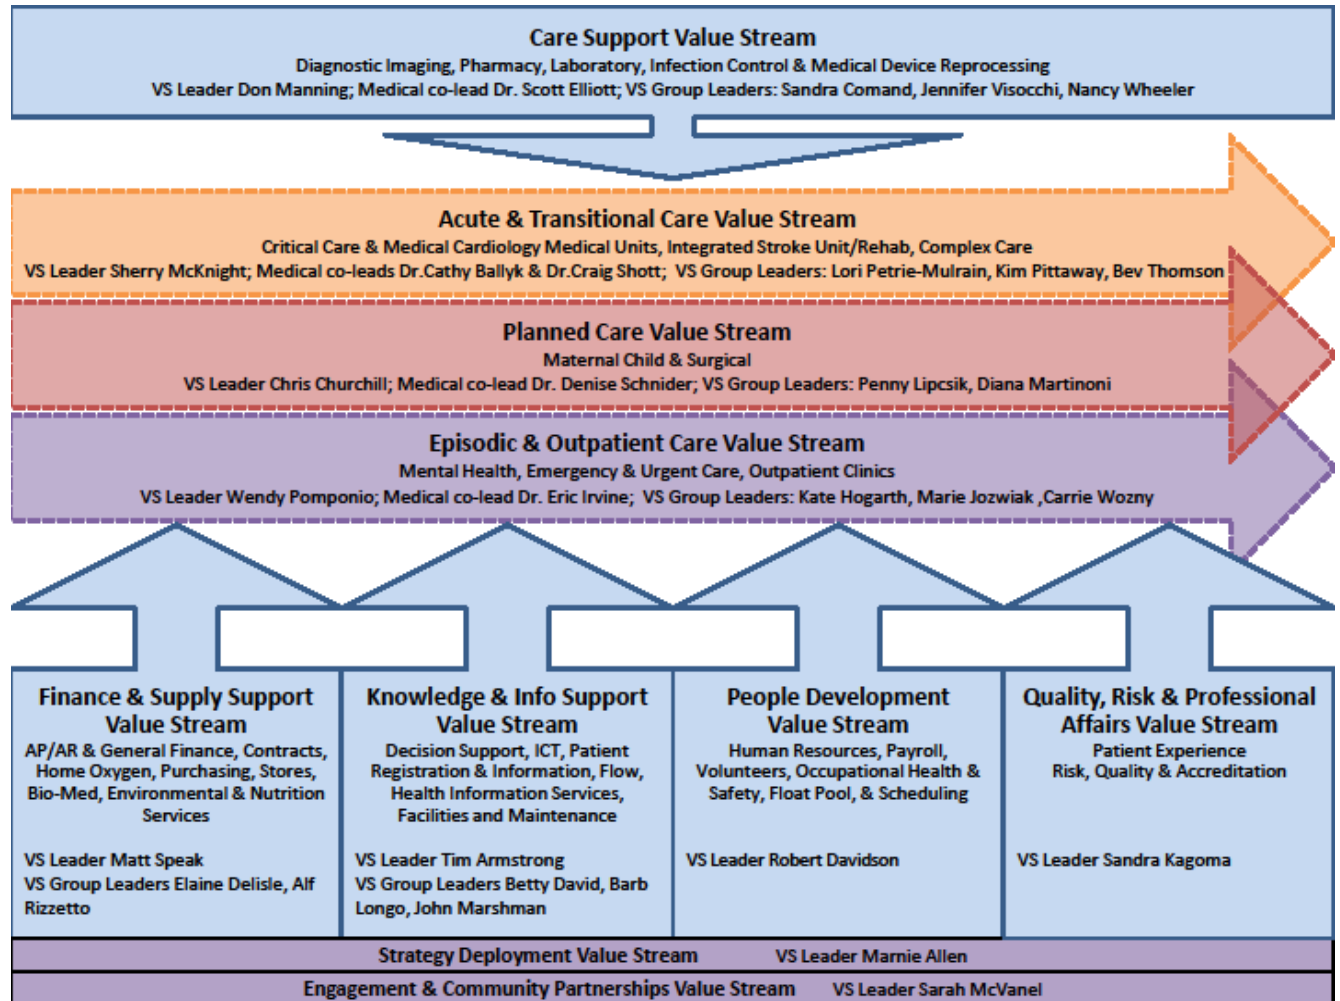 Care Support Value Stream
Diagnostic Imaging, Pharmacy, Laboratory, Infection Control & Medical Device Reprocessing
VS Leader Don Manning; Medical co-lead Dr. Scott Elliott; VS Group Leaders: Sandra Comand, Jennifer Visocchi, Nancy Wheeler
Acute & Transitional Care Value Stream
Critical Care & Medical Cardiology Medical Units, Integrated Stroke Unit/Rehab, Complex Care
VS Leader Sherry McKnight; Medical co-leads Dr.Cathy Ballyk & Dr.Craig Shott;  VS Group Leaders: Lori Petrie-Mulrain, Kim Pittaway, Bev Thomson
Planned Care Value Stream
Maternal Child & Surgical
VS Leader Chris Churchill; Medical co-lead Dr. Denise Schnider; VS Group Leaders: Penny Lipcsik, Diana Martinoni
Episodic & Outpatient Care Value Stream
Mental Health, Emergency & Urgent Care, Outpatient Clinics
VS Leader Wendy Pomponio; Medical co-lead Dr. Eric Irvine;  VS Group Leaders: Kate Hogarth, Marie Jozwiak ,Carrie Wozny
Finance & Supply Support
Value Stream
AP/AR & General Finance, Contracts,
Home Oxygen, Purchasing, Stores,
Bio-Med, Environmental & Nutrition
Services
VS Leader Matt Speak
VS Group Leaders Elaine Delisle, Alf
Rizzetto
Knowledge & Info Support
Value Stream
Decision Support, ICT, Patient
Registration & Information, Flow,
Health Information Services,
Facilities and Maintenance
VS Leader Tim Armstrong
VS Group Leaders Betty David, Barb
Longo, John Marshman
People Development
Value Stream
Human Resources, Payroll,
Volunteers, Occupational Health &
Safety, Float Pool, & Scheduling
VS Leader Robert Davidson
Quality, Risk & Professional
Affairs Value Stream
Patient Experience
Risk, Quality & Accreditation
VS Leader Sandra Kagoma
Strategy Deployment Value Stream VS Leader Marnie Allen
Engagement & Community Partnerships Value Stream VS Leader Sarah McVanel